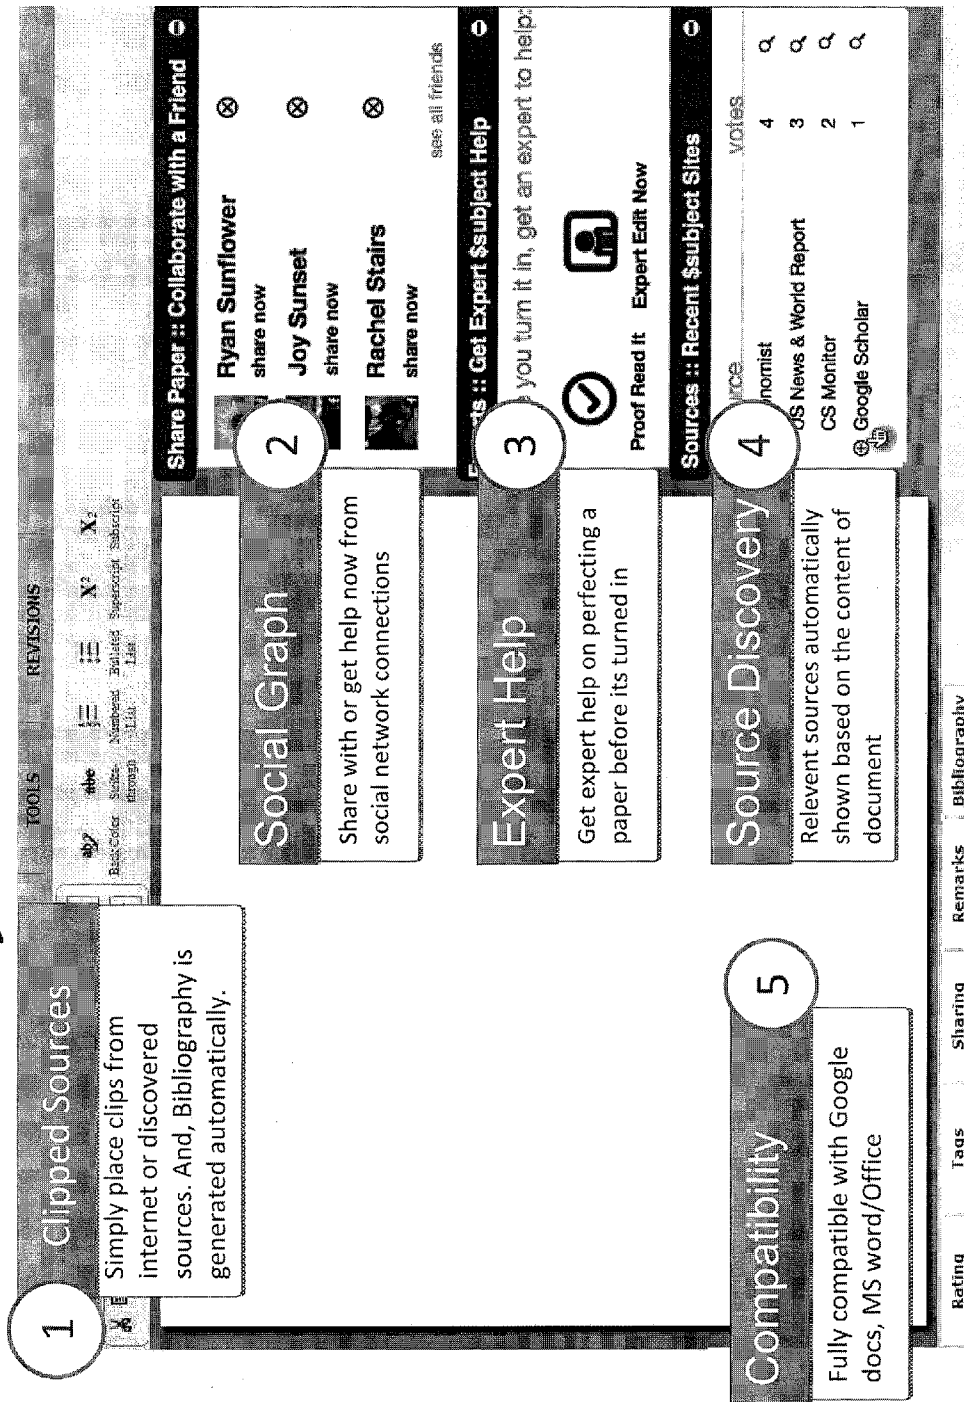 TOOLS
REVISIONS
Back Color
Strike-through
Numbered List
Bulleted List
Superscript
Subscript
X²
X₂
abc
1
Clipped Sources
Simply place clips from
internet or discovered
sources. And, Bibliography is
generated automatically.
2
Social Graph
Share with or get help now from
social network connections
Share Paper :: Collaborate with a Friend
Ryan Sunflower
share now
Joy Sunset
share now
Rachel Stairs
share now
see all friends
3
Expert Help
Get expert help on perfecting a
paper before its turned in
:: Get Expert $subject Help
you turn it in, get an expert to help:
Proof Read It
Expert Edit Now
4
Source Discovery
Relevent sources automatically
shown based on the content of
document
Sources :: Recent $subject Sites
votes
nomist 4
US News & World Report 3
CS Monitor 2
Google Scholar 1
5
Compatibility
Fully compatible with Google
docs, MS word/Office
Rating Tags Sharing Remarks Bibliography